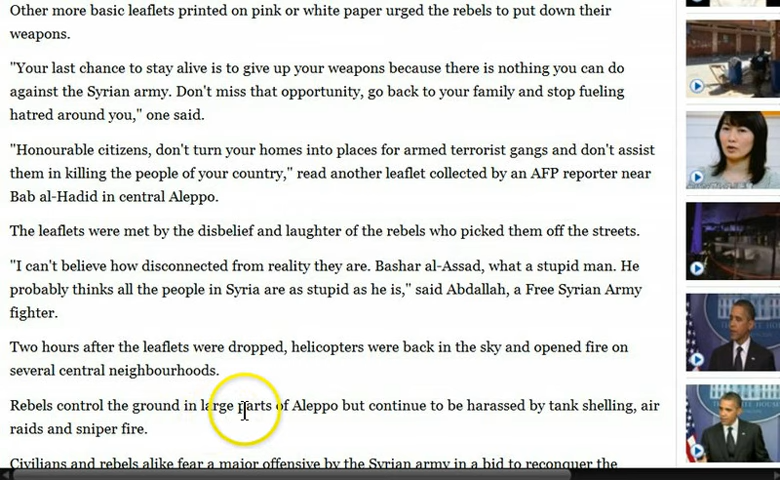 Other more basic leaflets printed on pink or white paper urged the rebels to put down their
weapons.
"Your last chance to stay alive is to give up your weapons because there is nothing you can do
against the Syrian army. Don't miss that opportunity, go back to your family and stop fueling
hatred around you," one said.
"Honourable citizens, don't turn your homes into places for armed terrorist gangs and don't assist
them in killing the people of your country," read another leaflet collected by an AFP reporter near
Bab al-Hadid in central Aleppo.
The leaflets were met by the disbelief and laughter of the rebels who picked them off the streets.
"I can't believe how disconnected from reality they are. Bashar al-Assad, what a stupid man. He
probably thinks all the people in Syria are as stupid as he is," said Abdallah, a Free Syrian Army
fighter.
Two hours after the leaflets were dropped, helicopters were back in the sky and opened fire on
several central neighbourhoods.
Rebels control the ground in large parts of Aleppo but continue to be harassed by tank shelling, air
raids and sniper fire.
Civilians and rebels alike fear a major offensive by the Syrian army in a bid to reconquer the